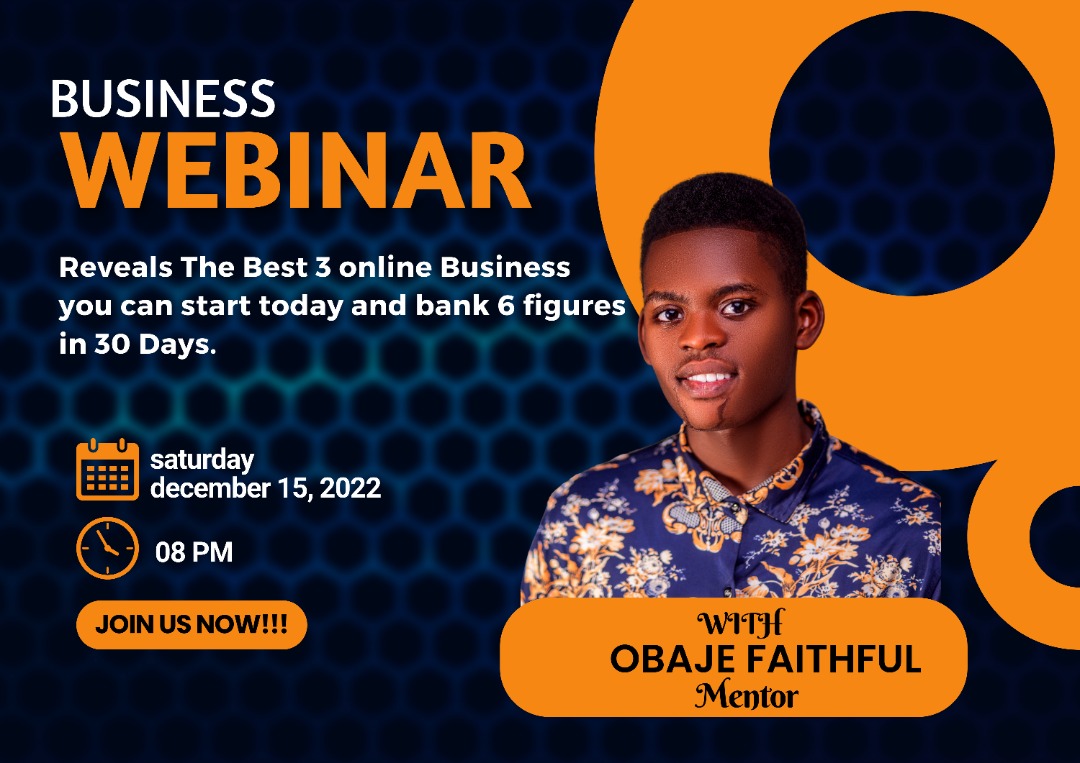 BUSINESS
WEBINAR
Reveals The Best 3 online Business
you can start today and bank 6 figures
in 30 Days.
saturday
december 15, 2022
08 PM
JOIN US NOW!!!
WITH
OBAJE FAITHFUL
Mentor